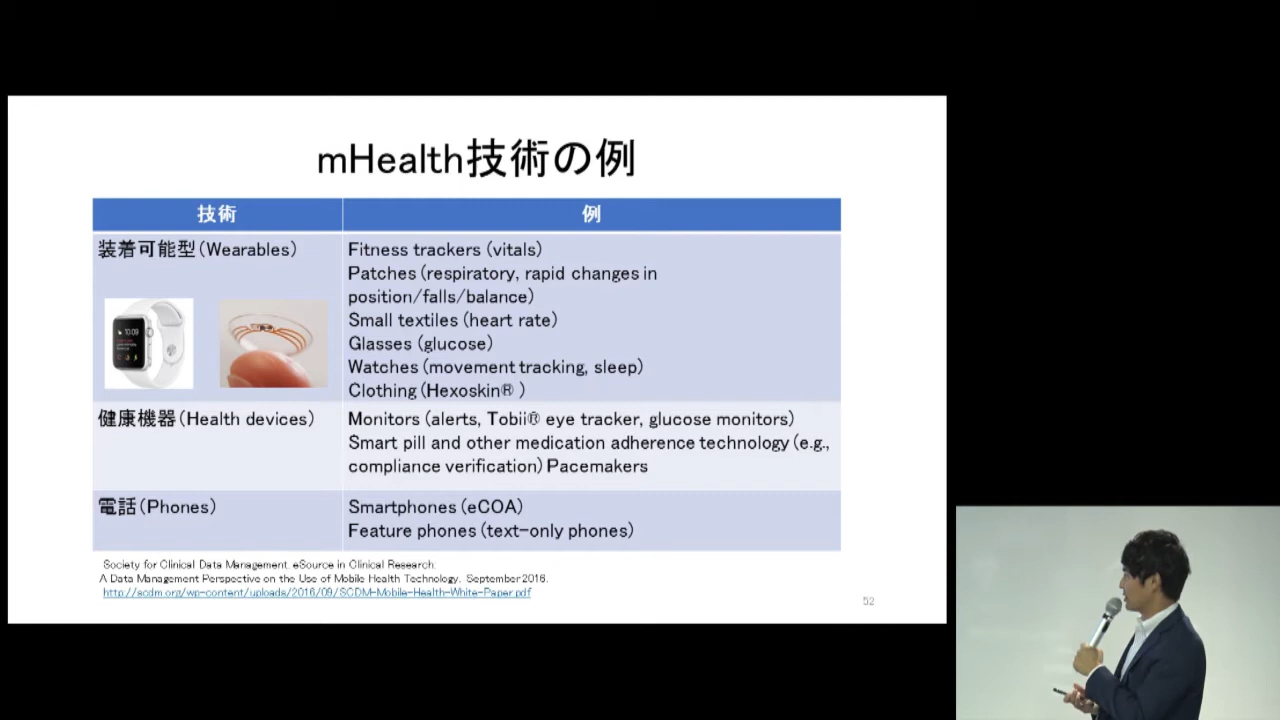 mHealth技術の例
技術
例
装着可能型(Wearables)
Fitness trackers (vitals)
Patches (respiratory, rapid changes in
position/falls/balance)
Small textiles (heart rate)
Glasses (glucose)
Watches (movement tracking, sleep)
Clothing (Hexoskin® )
10:09
健康機器(Health devices)
Monitors (alerts, Tobii® eye tracker, glucose monitors)
Smart pill and other medication adherence technology (e.g.,
compliance verification) Pacemakers
電話(Phones)
Smartphones (eCOA)
Feature phones (text-only phones)
Society for Clinical Data Management. eSource in Clinical Research:
A Data Management Perspective on the Use of Mobile Health Technology. September 2016.
http://scdm.org/wp-content/uploads/2016/09/SCDM-Mobile-Health-White-Paper.pdf
52